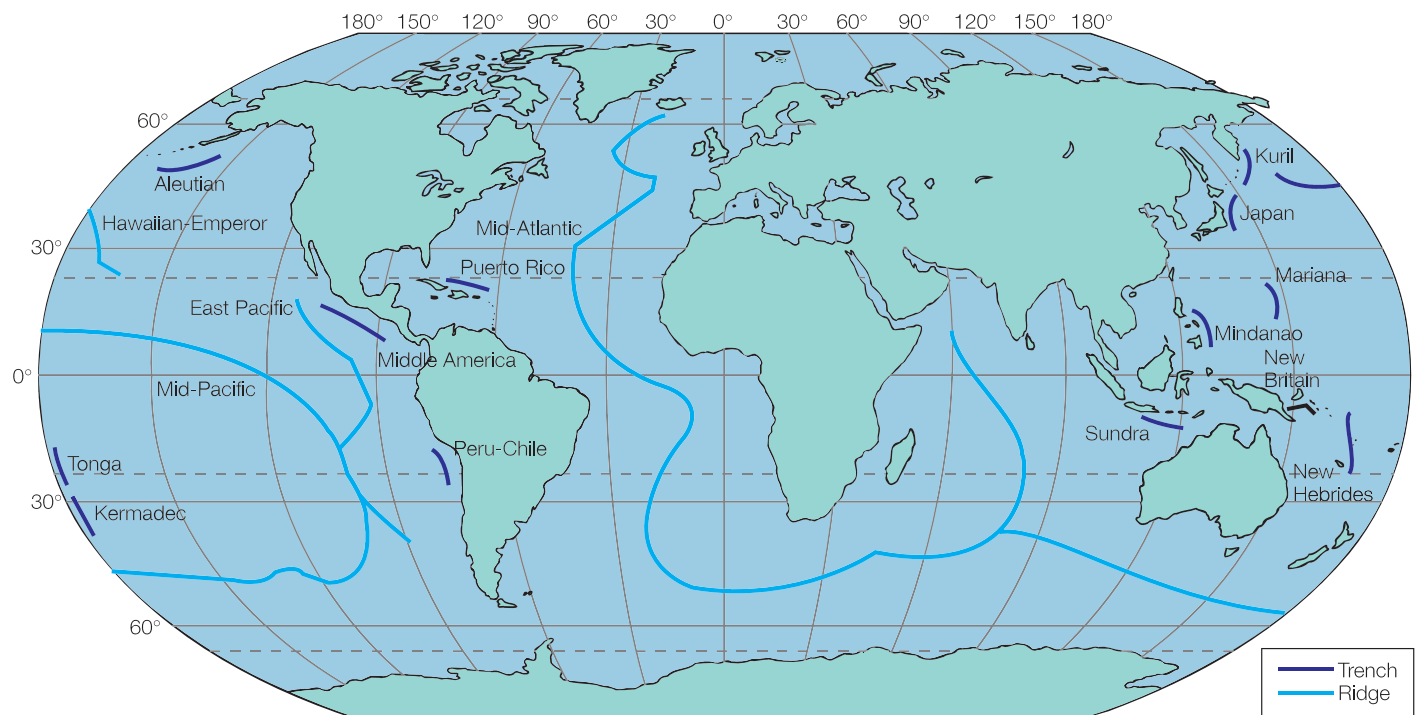 180° 150° 120° 90° 60° 30° 0° 30° 60° 90° 120° 150° 180°
60°
Kuril
Aleutian
Japan
Hawaiian-Emperor
Mid-Atlantic
30°
Puerto Rico
Mariana
East Pacific
Mindanao
Middle America
New
Britain
0°
Mid-Pacific
Sundra
Peru-Chile
Tonga
New
Hebrides
30°
Kermadec
60°
Trench
Ridge